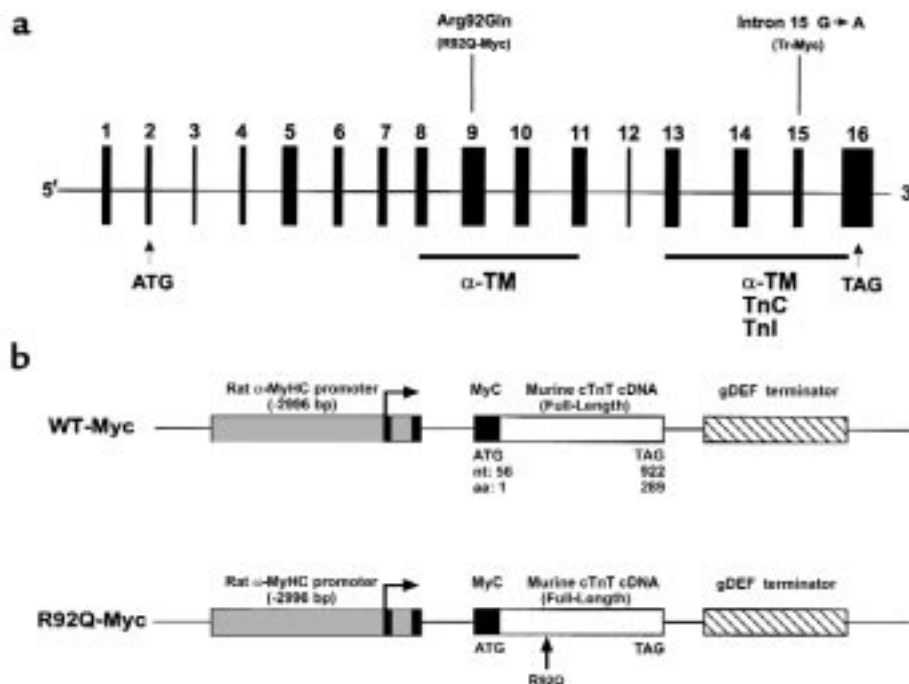 a
Arg92Gln
(R92Q-Myc)
Intron 15 G → A
(Tr-Myc)
1 2 3 4 5 6 7 8 9 10 11 12 13 14 15 16
5' 3'
ATG
α-TM
α-TM
TnC
TnI
TAG
b
WT-Myc
Rat α-MyHC promoter
(-2996 bp)
MyC
Murine cTnT cDNA
(Full-Length)
gDEF terminator
ATG TAG
nt: 56 922
aa: 1 289
R92Q-Myc
Rat α-MyHC promoter
(-2996 bp)
MyC
Murine cTnT cDNA
(Full-Length)
gDEF terminator
ATG TAG
R92Q